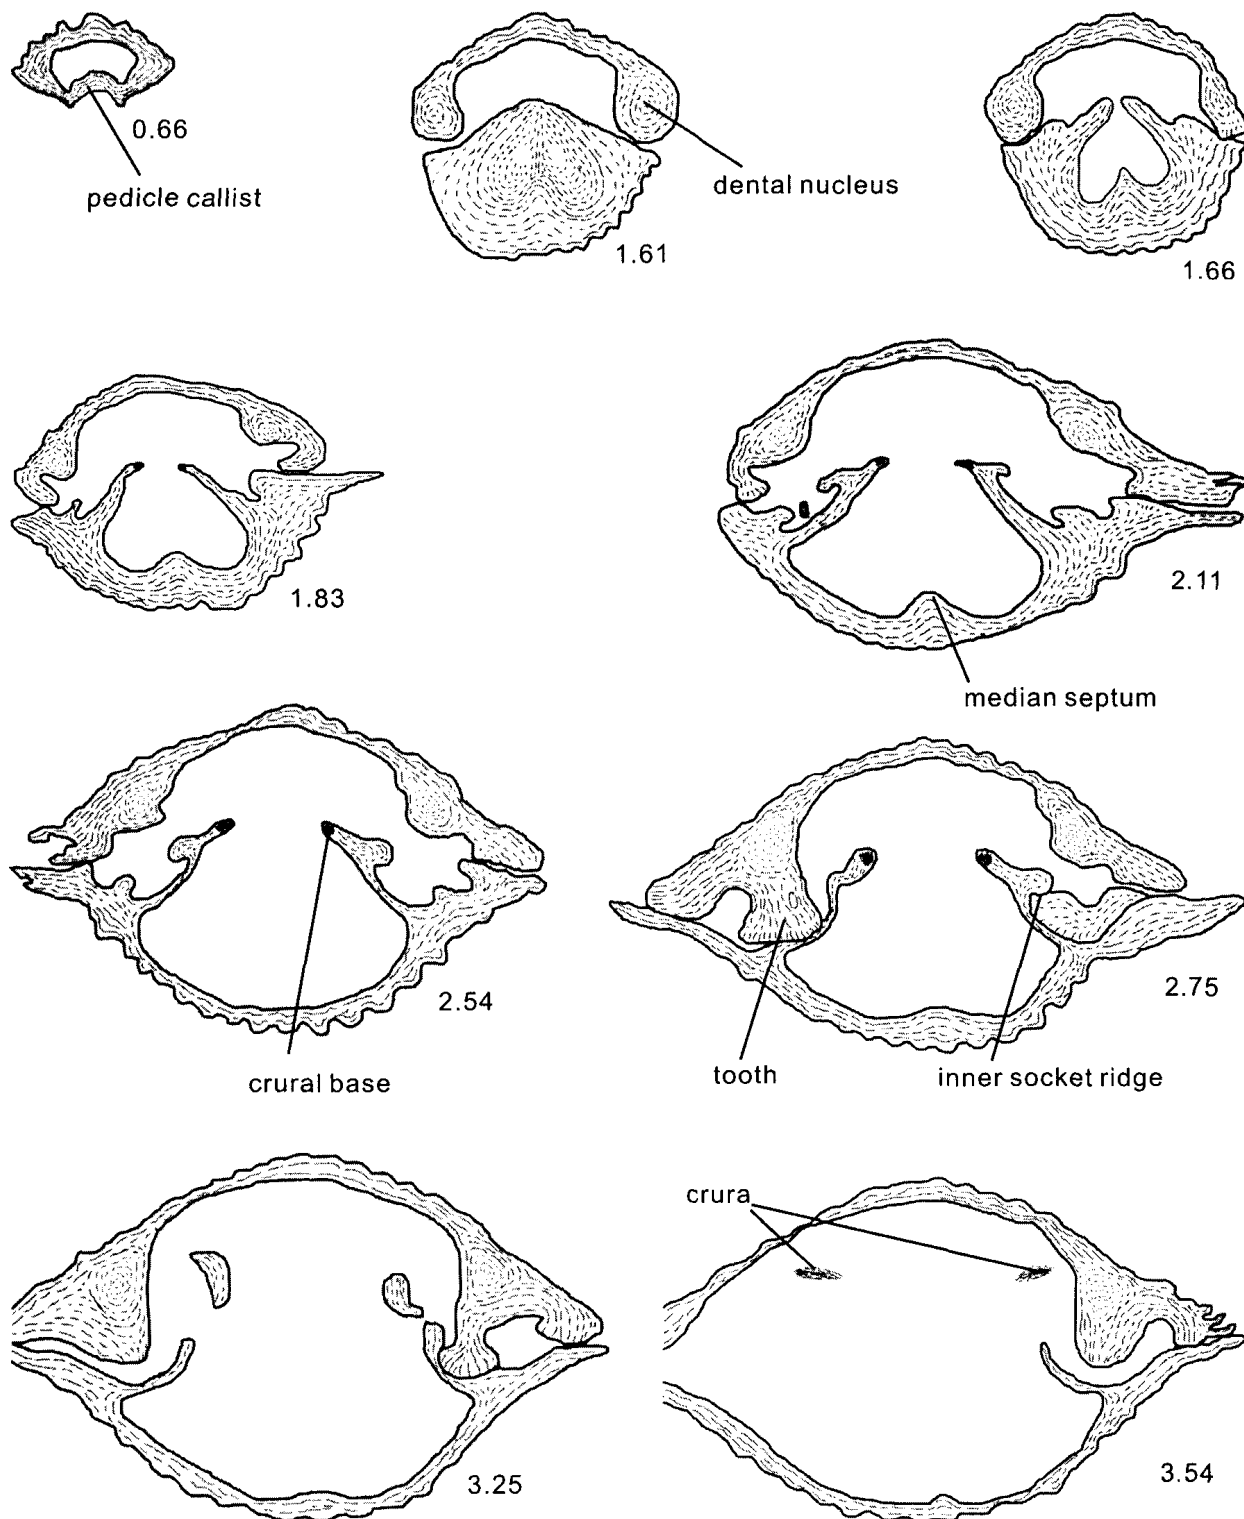 0.66
pedicle callist
dental nucleus
1.61
1.66
1.83
2.11
median septum
2.54
crural base
2.75
tooth
inner socket ridge
crura
3.25
3.54